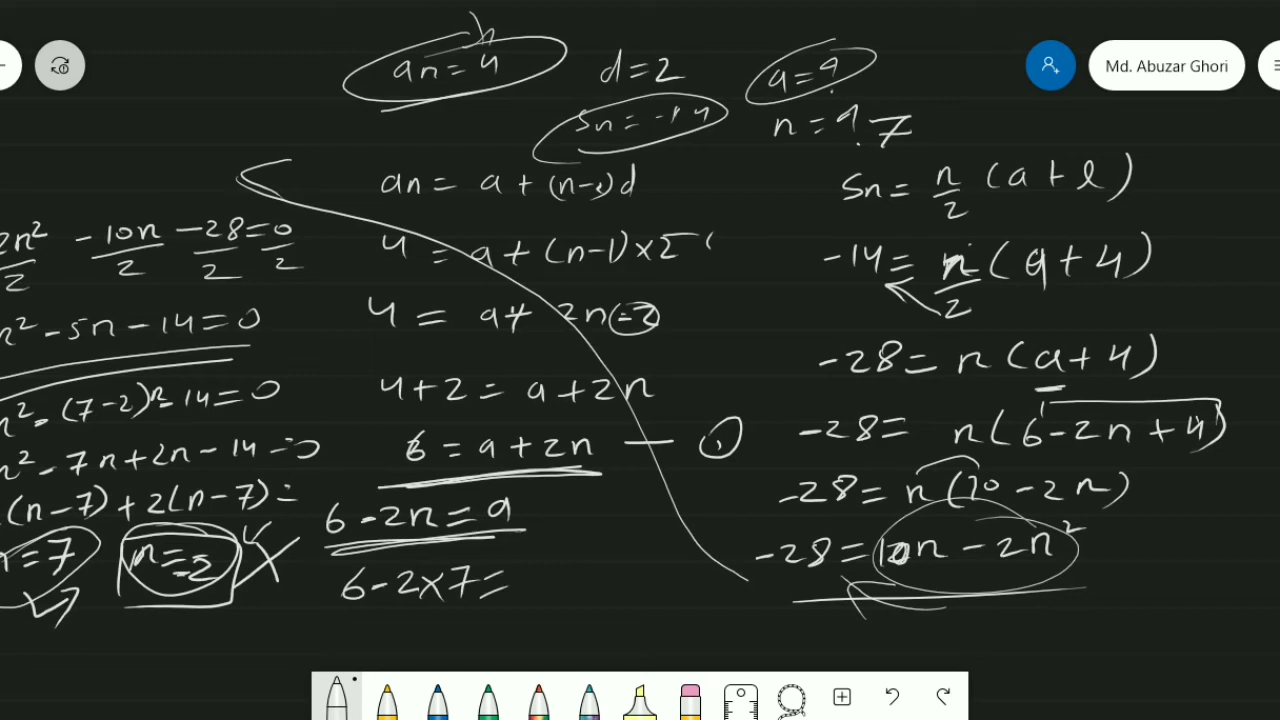 an = 4 d = 2 a = ?
Sn = -14 n = ? 7
Md. Abuzar Ghori
an = a + (n-1)d
4 = a + (n-1)×2
4 = a + 2n - 2
4+2 = a+2n
6 = a+2n — ①
6-2n = a
6-2×7 =
Sn = n/2 (a+l)
-14 = n/2 (a+4)
-28 = n(a+4)
-28 = n(6-2n+4)
-28 = n(10-2n)
-28 = 10n - 2n²
2n²/2 -10n/2 -28/2 = 0/2
n² - 5n - 14 = 0
n² - (7-2)n - 14 = 0
n² - 7n + 2n - 14 = 0
(n-7) + 2(n-7) =
n = 7 n = -2